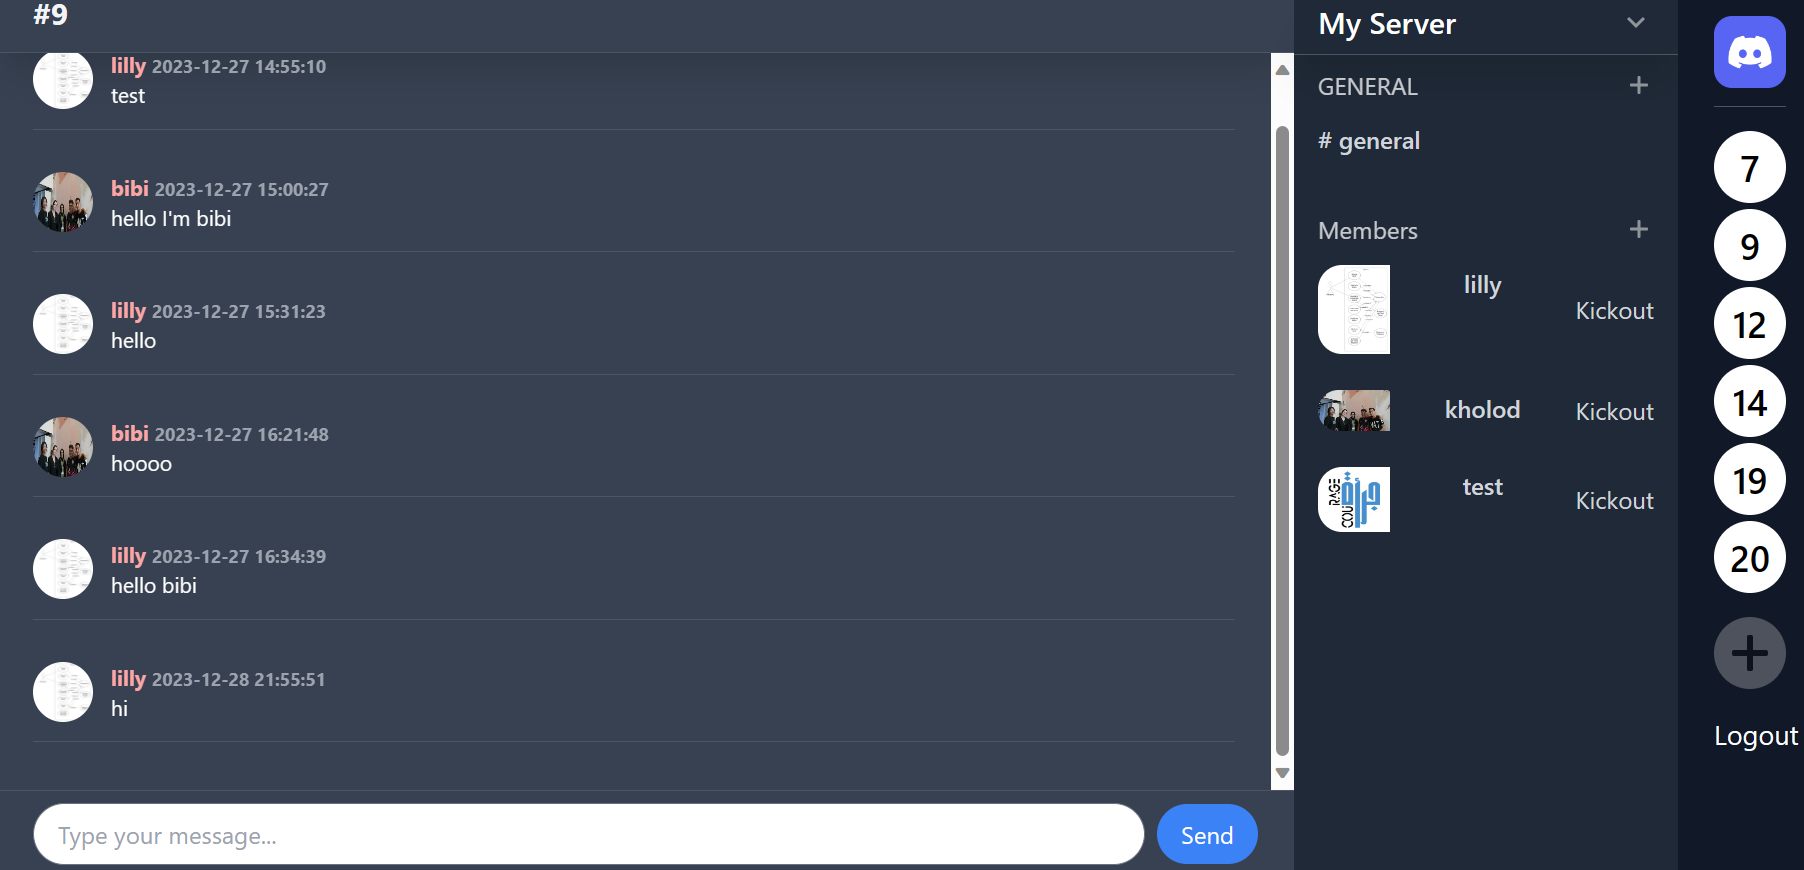 #9
lilly 2023-12-27 14:55:10
test
bibi 2023-12-27 15:00:27
hello I'm bibi
lilly 2023-12-27 15:31:23
hello
bibi 2023-12-27 16:21:48
hoooo
lilly 2023-12-27 16:34:39
hello bibi
lilly 2023-12-28 21:55:51
hi
Type your message...
Send
My Server
GENERAL
# general
Members
lilly
Kickout
kholod
Kickout
جرأة
COURAGE
test
Kickout
7
9
12
14
19
20
Logout